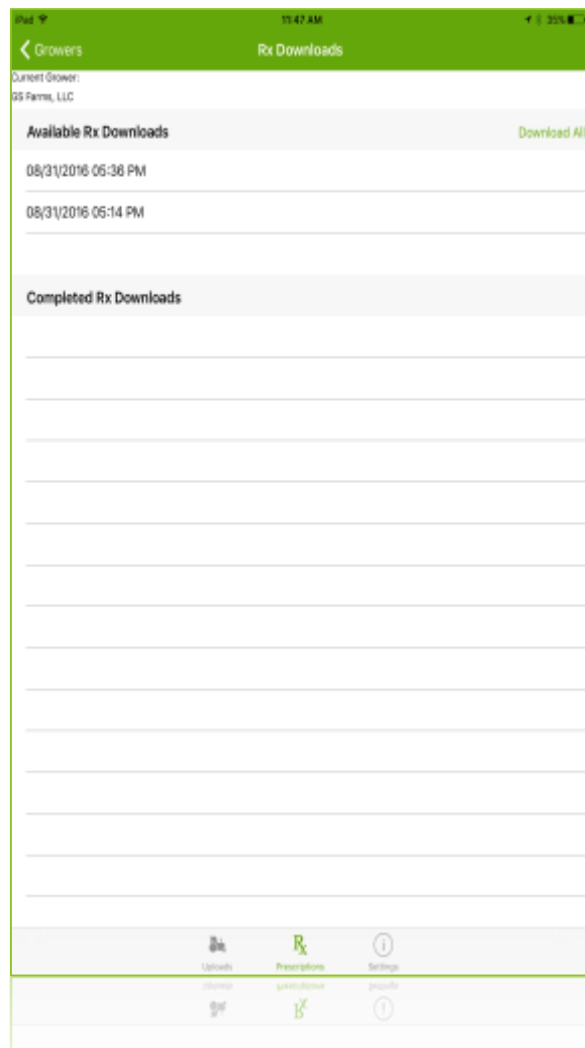 iPad 11:47 AM 35%
Growers Rx Downloads
Current Grower:
GS Farms, LLC
Available Rx Downloads Download All
08/31/2016 05:36 PM
08/31/2016 05:14 PM
Completed Rx Downloads
Rx
Uploads Prescriptions Settings